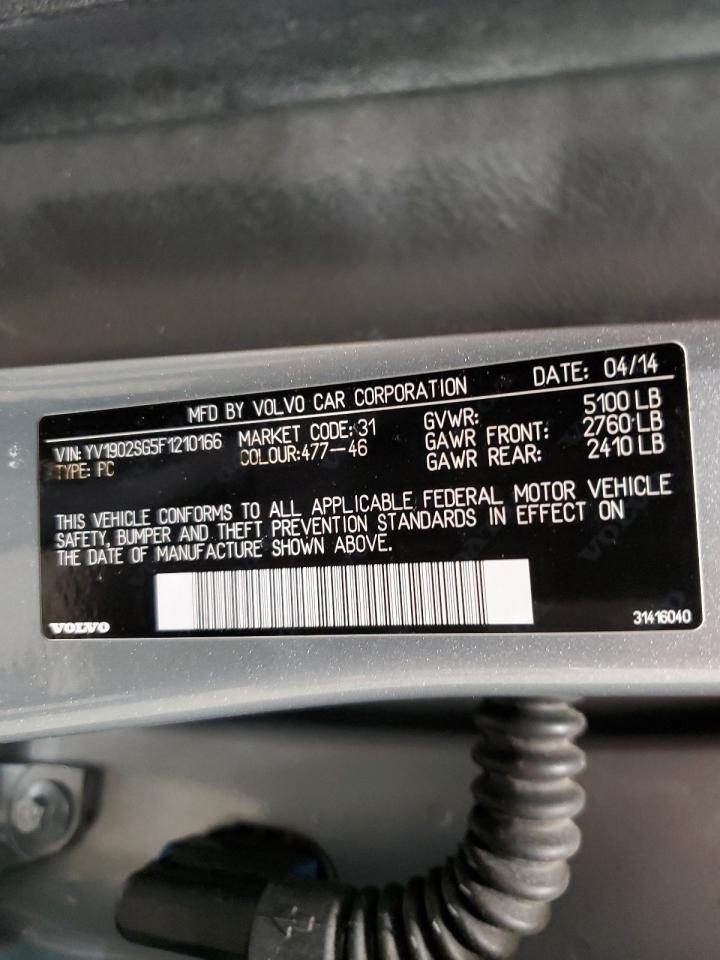 MFD BY VOLVO CAR CORPORATION DATE: 04/14
VIN: YV1902SG5F1210166 MARKET CODE:31 GVWR: 5100 LB
TYPE: PC COLOUR:477-46 GAWR FRONT: 2760 LB
GAWR REAR: 2410 LB
THIS VEHICLE CONFORMS TO ALL APPLICABLE FEDERAL MOTOR VEHICLE
SAFETY, BUMPER AND THEFT PREVENTION STANDARDS IN EFFECT ON
THE DATE OF MANUFACTURE SHOWN ABOVE.
VOLVO 31416040